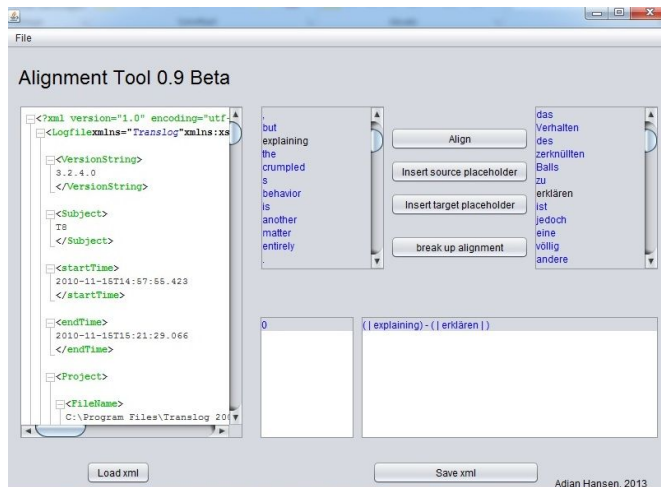 File
Alignment Tool 0.9 Beta
<?xml version="1.0" encoding="utf-
<Logfilexmlns="Translog"xmlns:xs
<VersionString>
3.2.4.0
</VersionString>
<Subject>
T8
</Subject>
<startTime>
2010-11-15T14:57:55.423
</startTime>
<endTime>
2010-11-15T15:21:29.066
</endTime>
<Project>
<FileName>
C:\Program Files\Translog 200
,
but
explaining
the
crumpled
s
behavior
is
another
matter
entirely
.
Align
Insert source placeholder
Insert target placeholder
break up alignment
das
Verhalten
des
zerknüllten
Balls
zu
erklären
ist
jedoch
eine
völlig
andere
0
( | explaining) - ( | erklären | )
Load xml
Save xml
Adjan Hansen, 2013